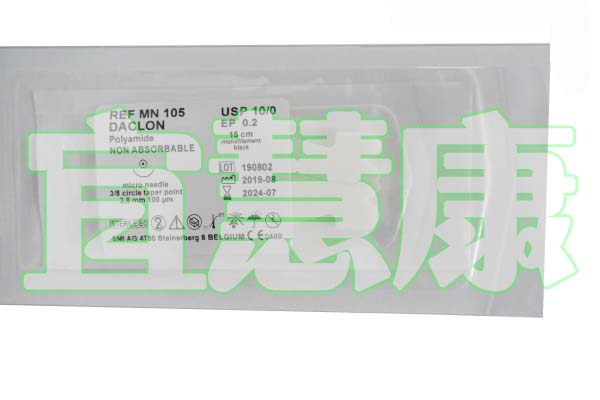 REF MN 105
DACLON
Polyamide
NON ABSORBABLE
micro needle
3/8 circle taper point
3.8 mm 100 µm
USP 10/0
EP 0.2
15 cm
monofilament
black
LOT 190802
2019-08
2024-07
STERILE EO
SMI AG 4780 Steinerberg 8 BELGIUM CE 0499
宜慧康